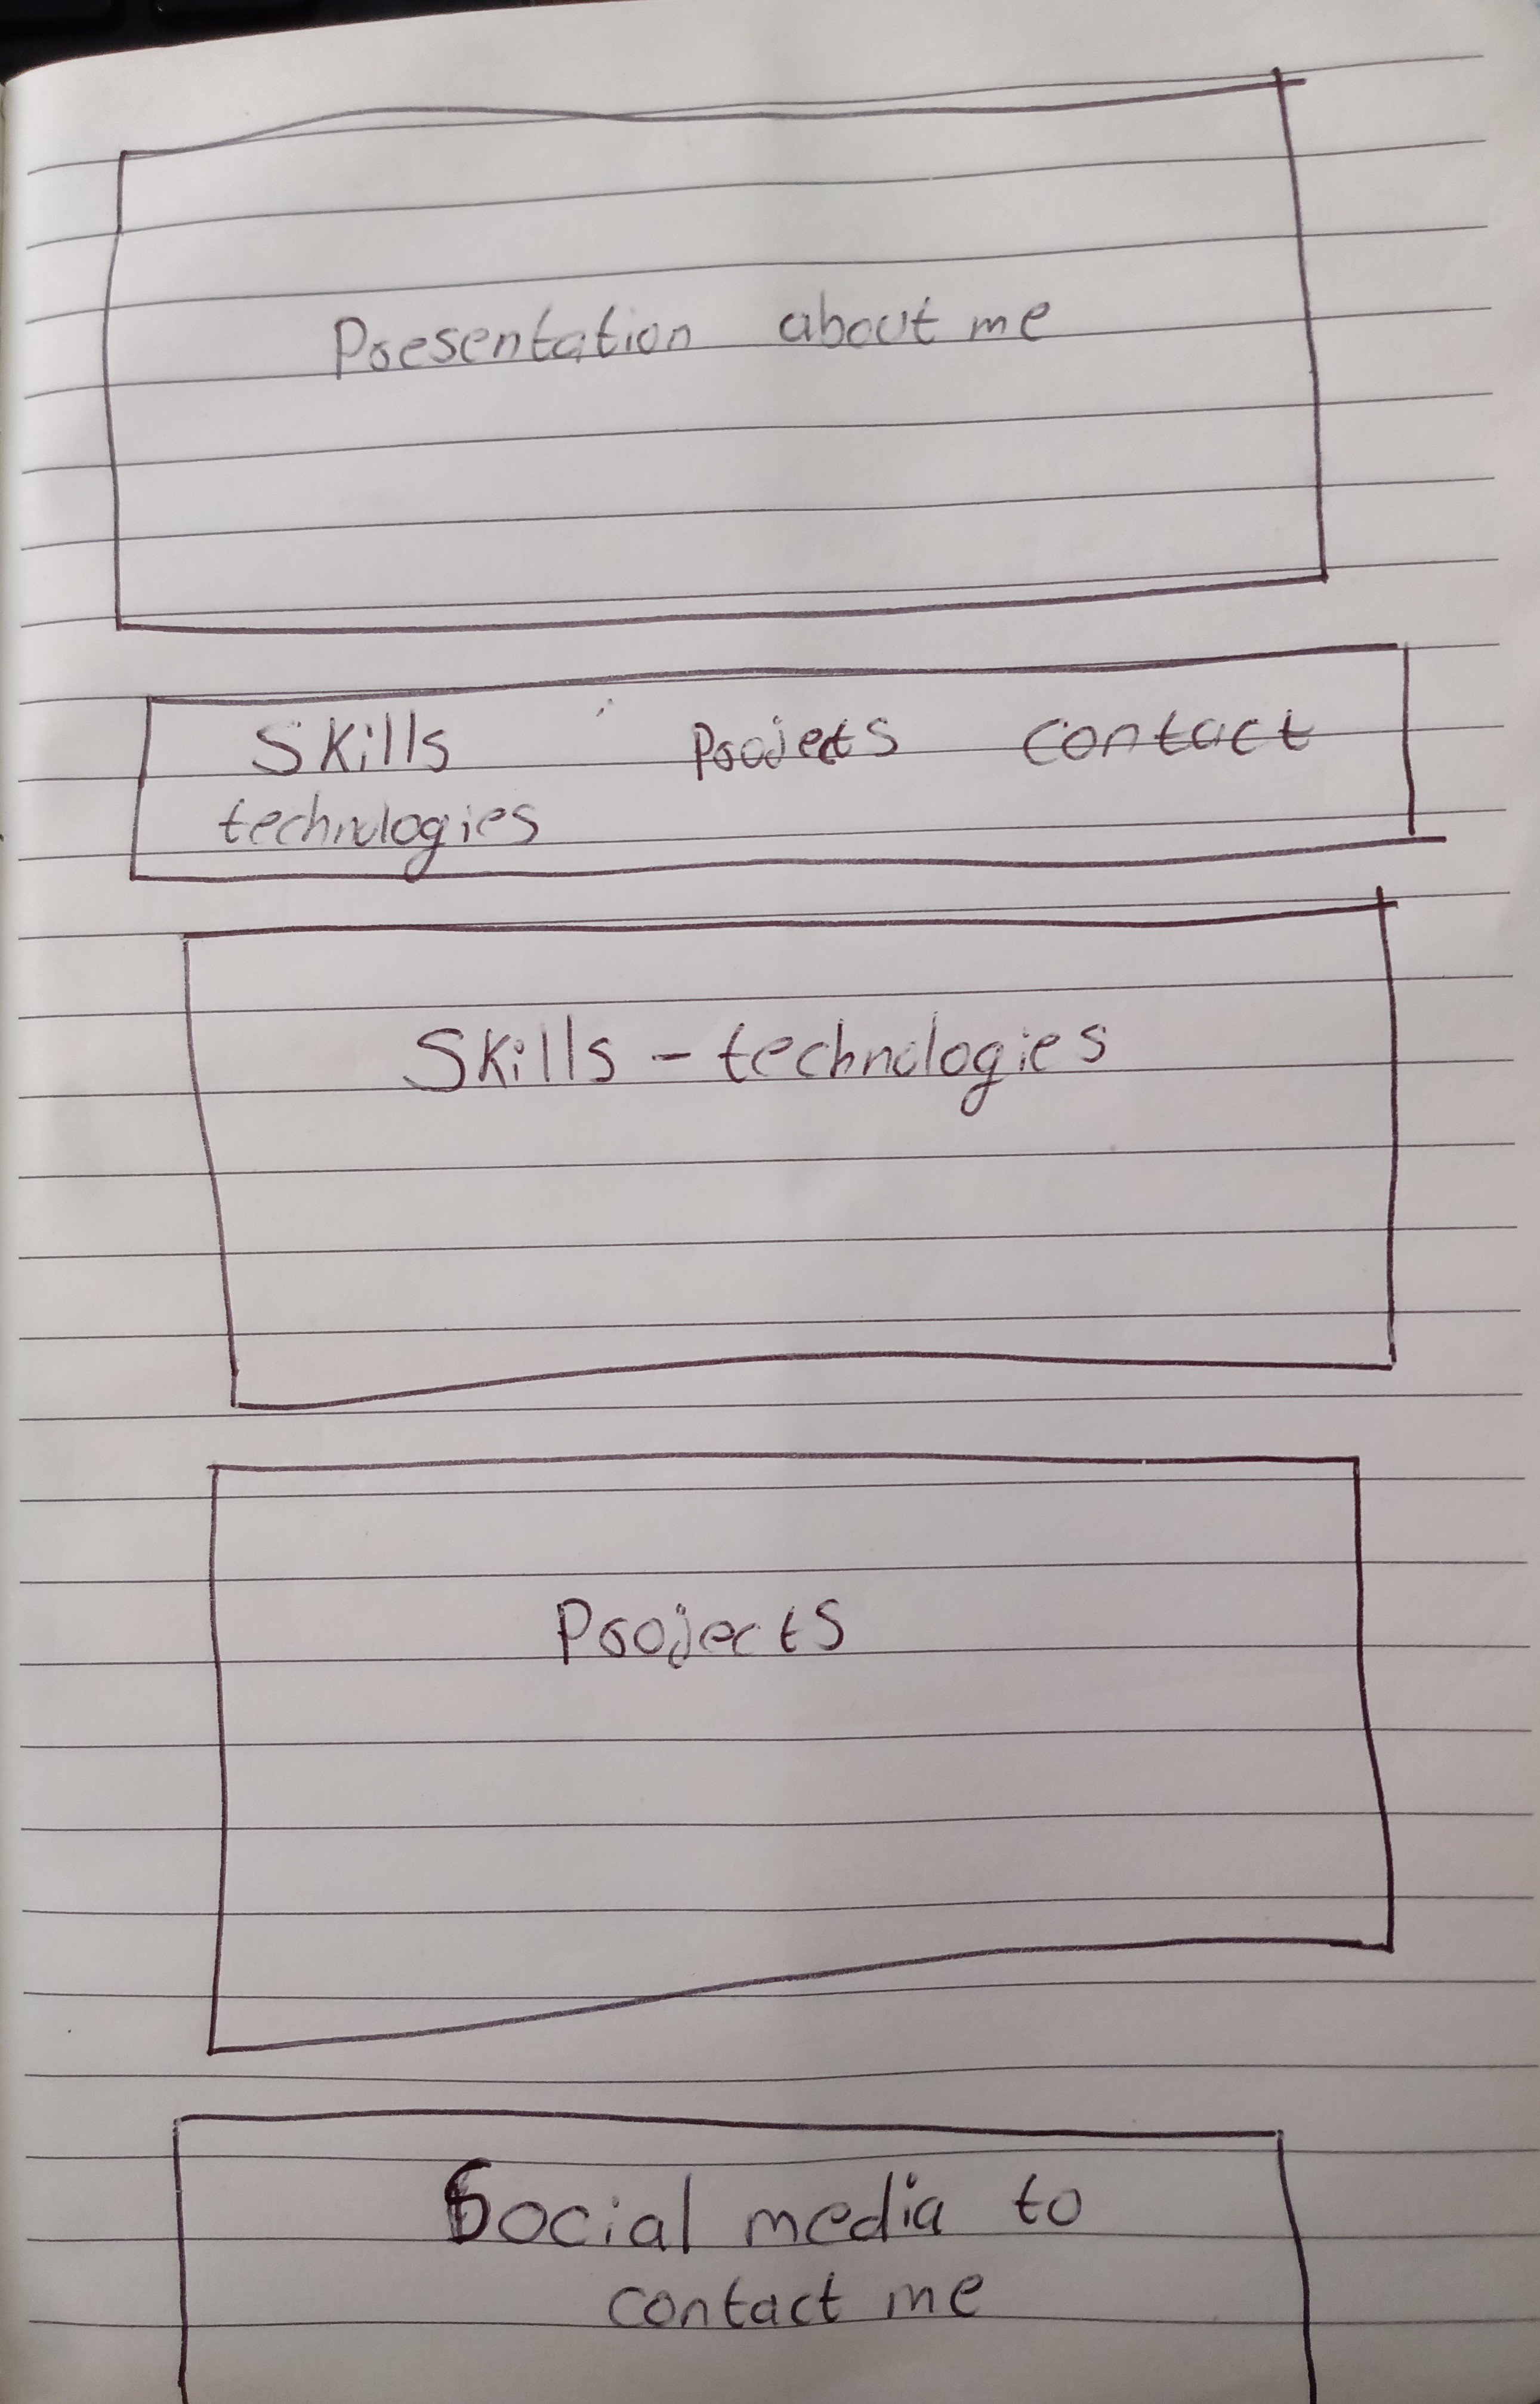 Presentation about me
Skills Projects contact
technologies
Skills - technologies
Projects
Social media to
contact me